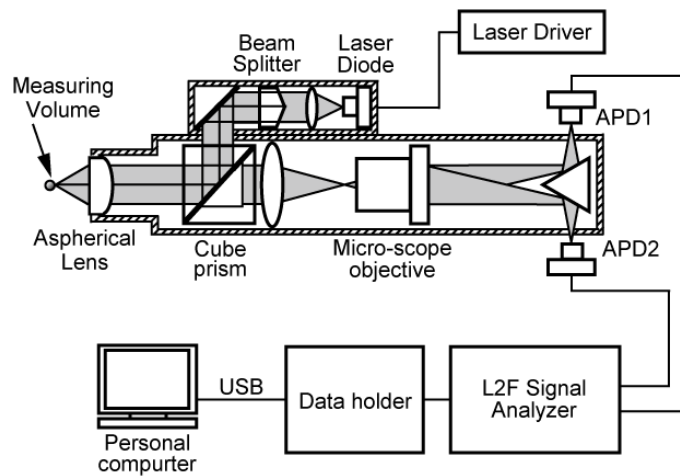 Beam
Splitter
Laser
Diode
Laser Driver
Measuring
Volume
APD1
Aspherical
Lens
Cube
prism
Micro-scope
objective
APD2
USB
Data holder
L2F Signal
Analyzer
Personal
compurter